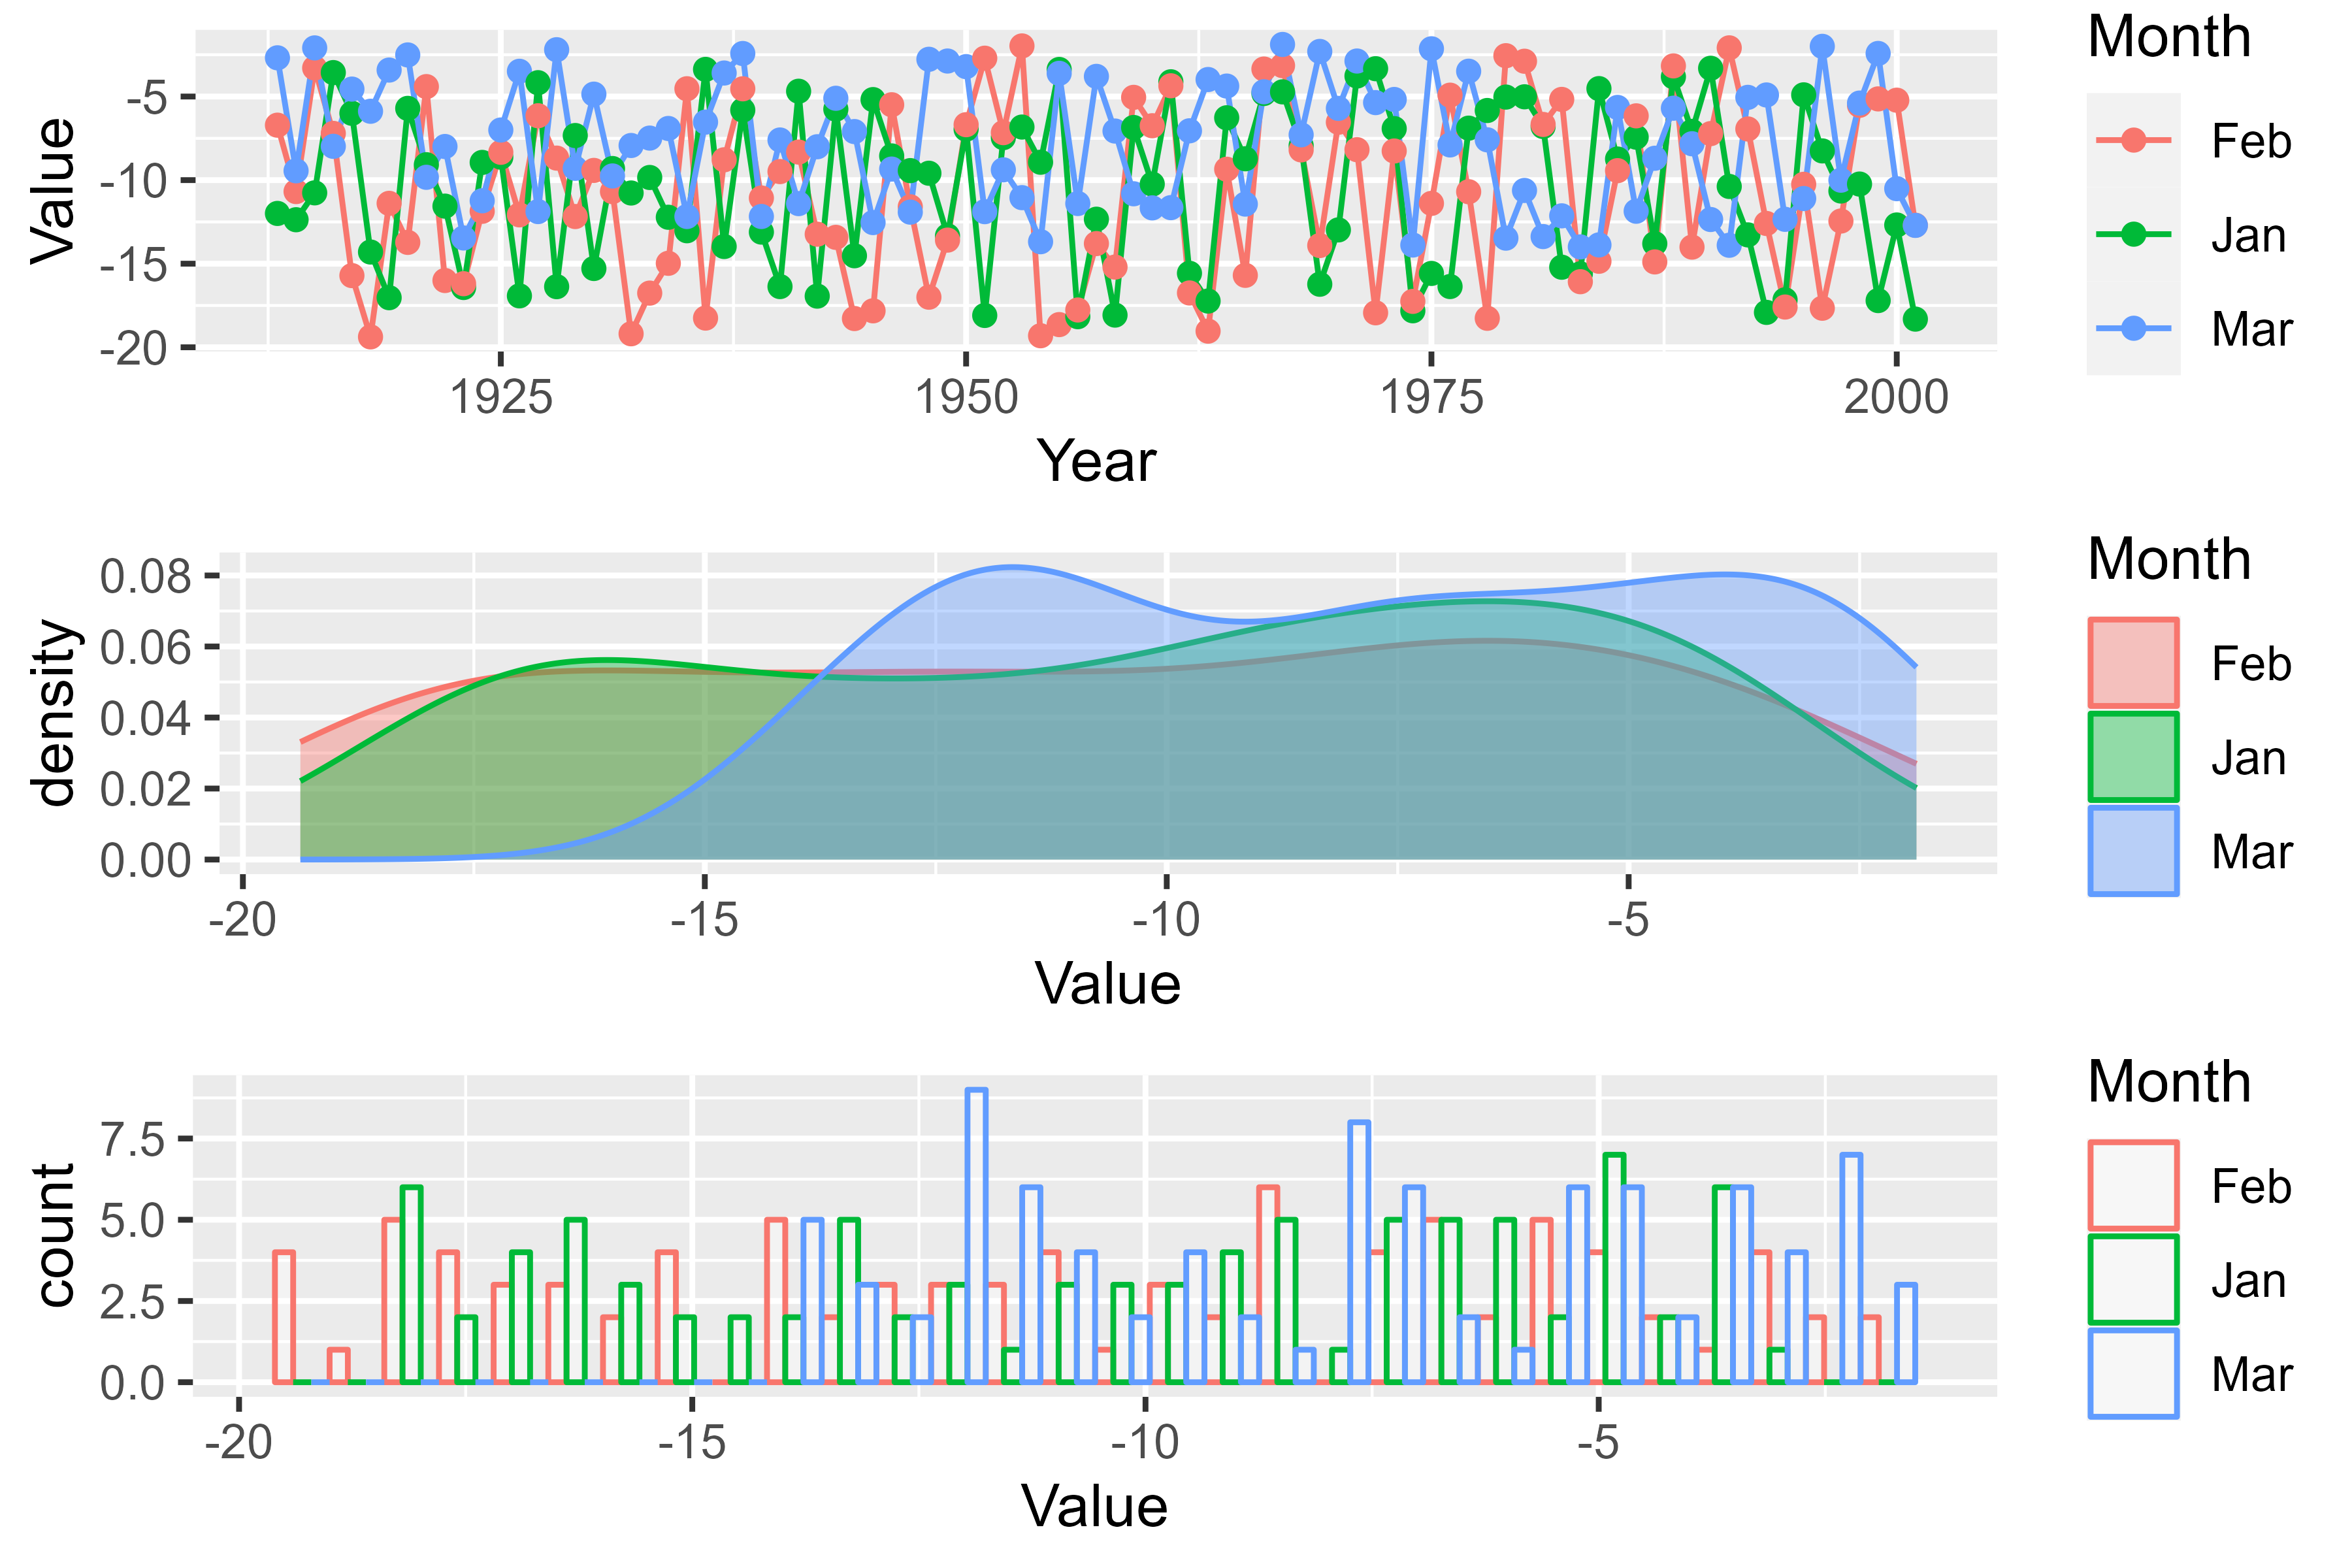 Month
Feb
Jan
Mar
Value
-5
-10
-15
-20
1925 1950 1975 2000
Year
Month
Feb
Jan
Mar
density
0.08
0.06
0.04
0.02
0.00
-20 -15 -10 -5
Value
Month
Feb
Jan
Mar
count
7.5
5.0
2.5
0.0
-20 -15 -10 -5
Value